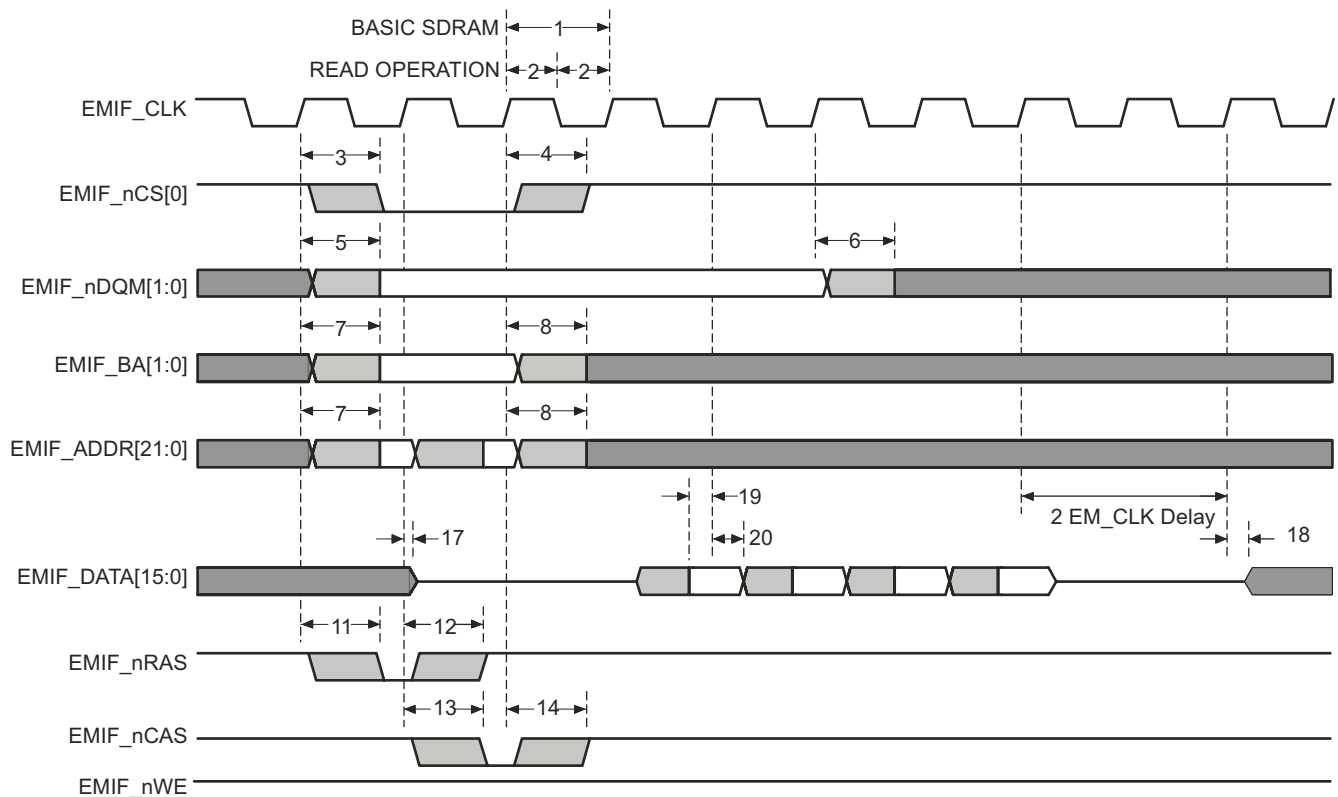 BASIC SDRAM 1
READ OPERATION 2 2
EMIF_CLK
3 4
EMIF_nCS[0]
5 6
EMIF_nDQM[1:0]
7 8
EMIF_BA[1:0]
7 8
EMIF_ADDR[21:0]
19
2 EM_CLK Delay
17 20 18
EMIF_DATA[15:0]
11 12
EMIF_nRAS
13 14
EMIF_nCAS
EMIF_nWE